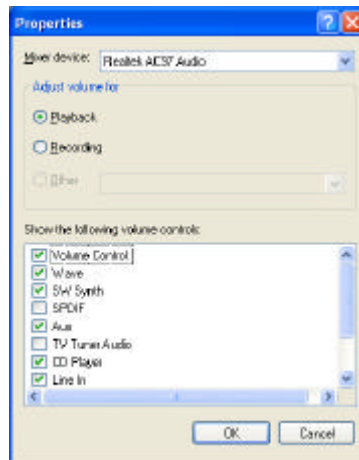 Properties
Mixer device: Realtek AC97 Audio
Adjust volume for
Playback
Recording
Other
Show the following volume controls:
Volume Control
Wave
SW Synth
SPDIF
Aux
TV Tuner Audio
CD Player
Line In
OK Cancel